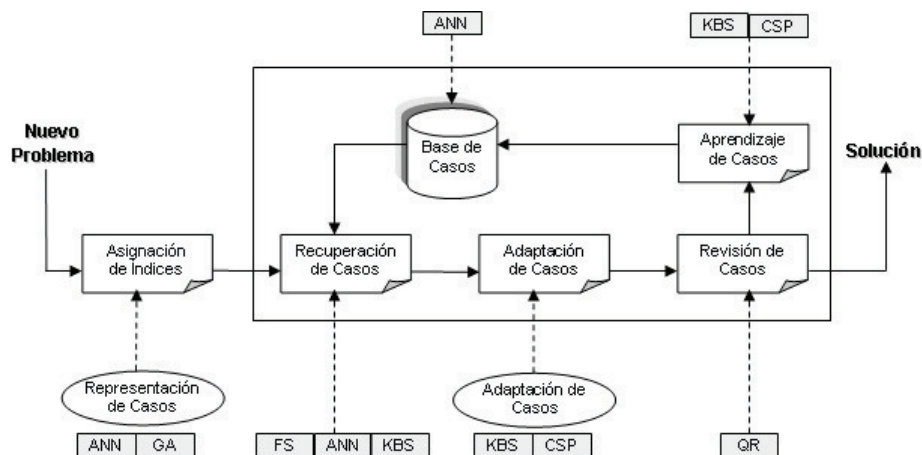 ANN
KBS CSP
Nuevo
Problema
Base de
Casos
Aprendizaje
de Casos
Solución
Asignación
de Indices
Recuperación
de Casos
Adaptación
de Casos
Revisión de
Casos
Representación
de Casos
Adaptación de
Casos
ANN GA
FS ANN KBS
KBS CSP
QR